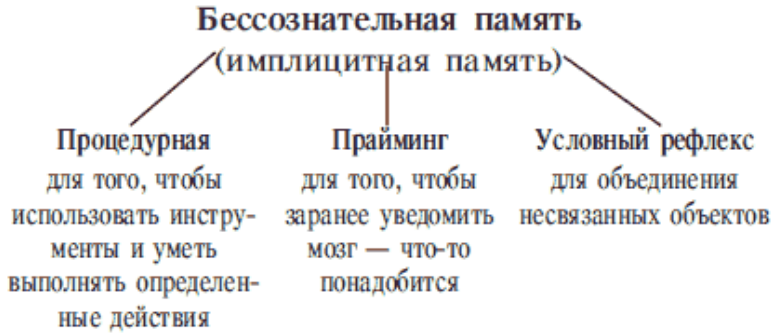 Бессознательная память
(имплицитная память)
Процедурная
для того, чтобы
использовать инстру-
менты и уметь
выполнять определен-
ные действия
Прайминг
для того, чтобы
заранее уведомить
мозг — что-то
понадобится
Условный рефлекс
для объединения
несвязанных объектов